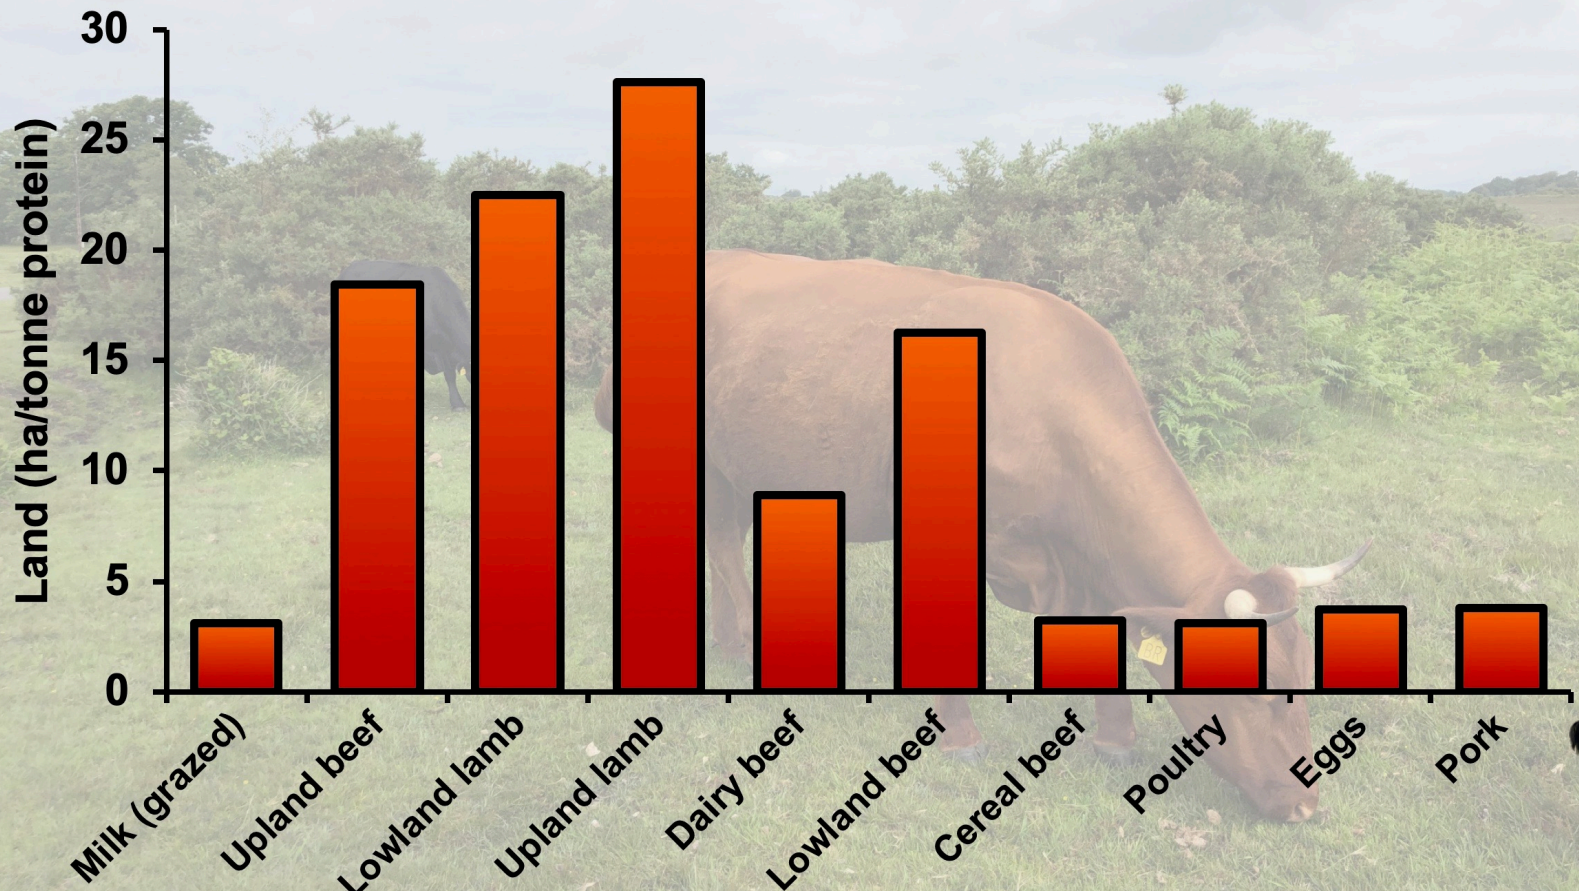 Land (ha/tonne protein)
30
25
20
15
10
5
0
Milk (grazed)
Upland beef
Lowland lamb
Upland lamb
Dairy beef
Lowland beef
Cereal beef
Poultry
Eggs
Pork